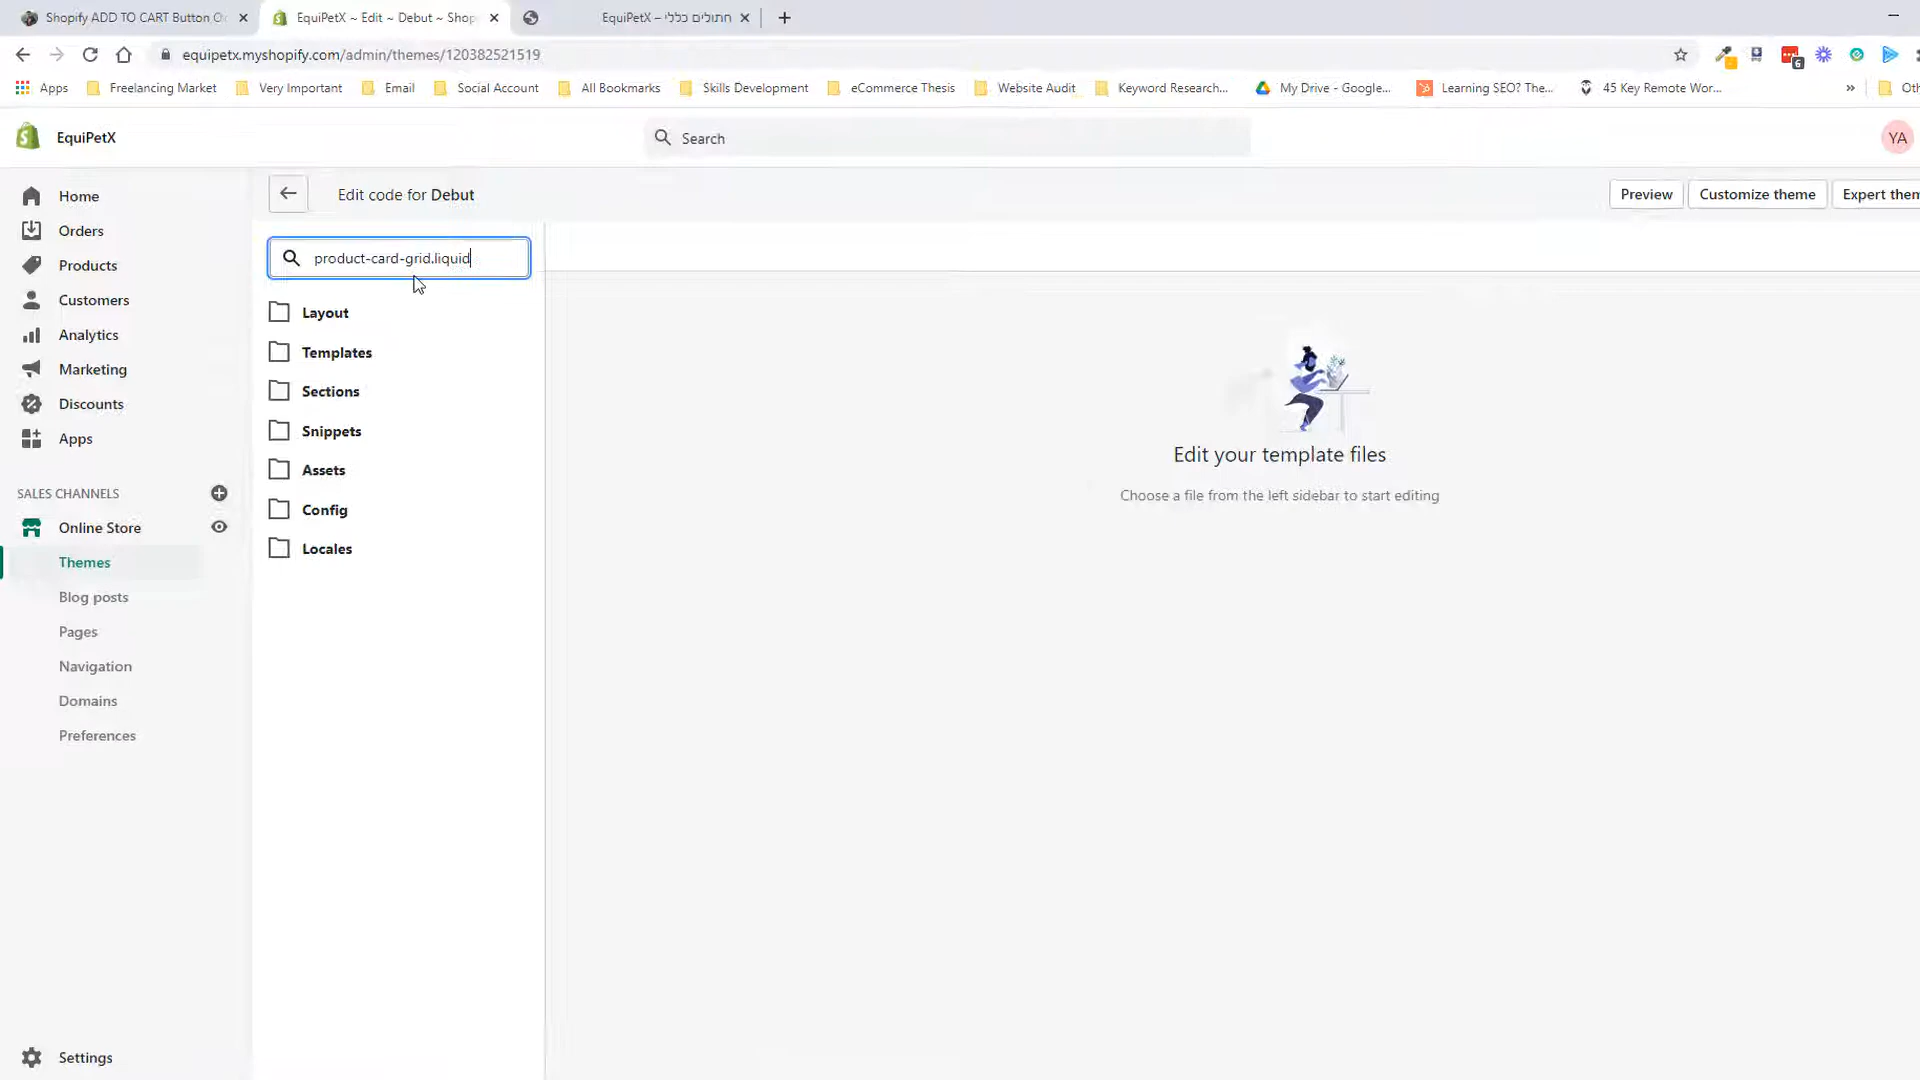 Shopify ADD TO CART Button O
EquiPetX ~ Edit ~ Debut ~ Shop
חתולים כללי – EquiPetX
equipetx.myshopify.com/admin/themes/120382521519
6
Apps
Freelancing Market
Very Important
Email
Social Account
All Bookmarks
Skills Development
eCommerce Thesis
Website Audit
Keyword Research...
My Drive - Google...
Learning SEO? The...
45 Key Remote Wor...
»
Oth
EquiPetX
Search
YA
Home
Orders
Products
Customers
Analytics
Marketing
Discounts
Apps
SALES CHANNELS
Online Store
Themes
Blog posts
Pages
Navigation
Domains
Preferences
Settings
Edit code for Debut
Preview
Customize theme
Expert them
product-card-grid.liquid
Layout
Templates
Sections
Snippets
Assets
Config
Locales
Edit your template files
Choose a file from the left sidebar to start editing